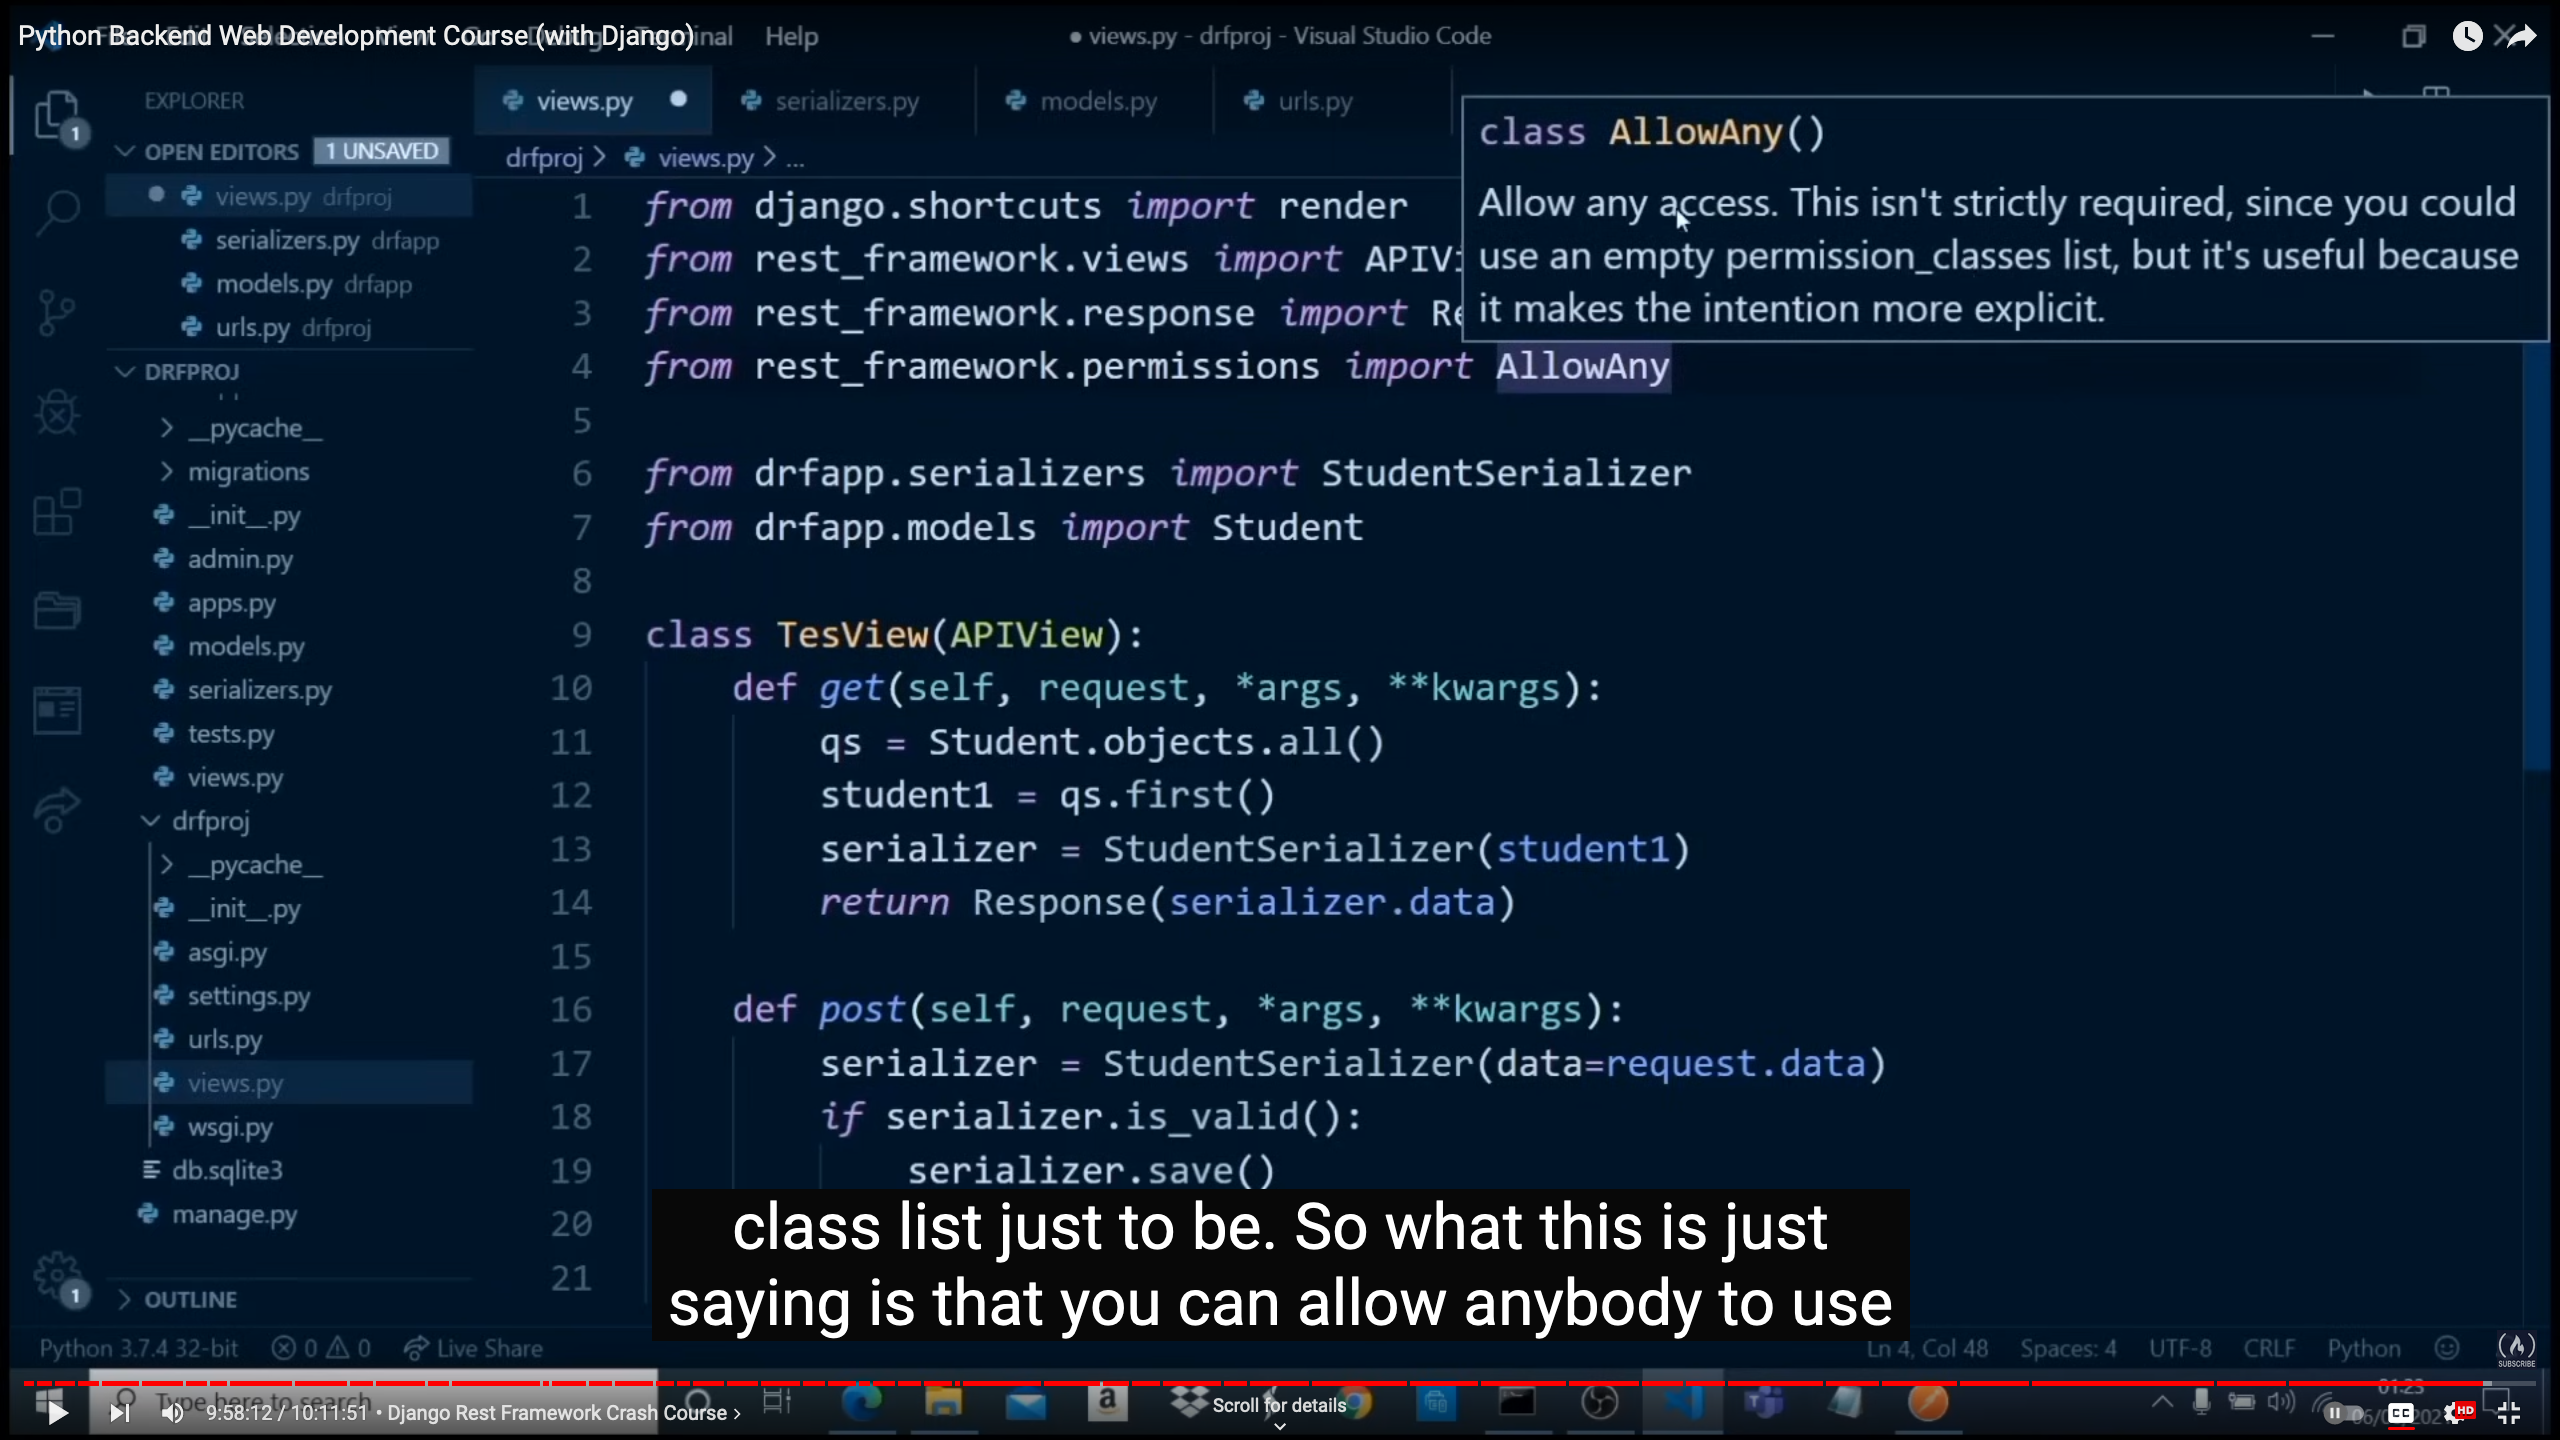 Python Backend Web Development Course (with Django)
Help
● views.py - drfproj - Visual Studio Code
EXPLORER
OPEN EDITORS 1 UNSAVED
views.py drfproj
serializers.py drfapp
models.py drfapp
urls.py drfproj
DRFPROJ
__pycache__
migrations
__init__.py
admin.py
apps.py
models.py
serializers.py
tests.py
views.py
drfproj
__pycache__
__init__.py
asgi.py
settings.py
urls.py
views.py
wsgi.py
db.sqlite3
manage.py
OUTLINE
1
1
views.py serializers.py models.py urls.py
drfproj > views.py > ...
class AllowAny()
Allow any access. This isn't strictly required, since you could
use an empty permission_classes list, but it's useful because
it makes the intention more explicit.
1 from django.shortcuts import render
2 from rest_framework.views import APIVi
3 from rest_framework.response import Re
4 from rest_framework.permissions import AllowAny
5
6 from drfapp.serializers import StudentSerializer
7 from drfapp.models import Student
8
9 class TesView(APIView):
10 def get(self, request, *args, **kwargs):
11 qs = Student.objects.all()
12 student1 = qs.first()
13 serializer = StudentSerializer(student1)
14 return Response(serializer.data)
15
16 def post(self, request, *args, **kwargs):
17 serializer = StudentSerializer(data=request.data)
18 if serializer.is_valid():
19 serializer.save()
20
21
class list just to be. So what this is just
saying is that you can allow anybody to use
Python 3.7.4 32-bit 0 0 Live Share Ln 4, Col 48 Spaces: 4 UTF-8 CRLF Python
SUBSCRIBE
Type here to search
9:58:12 / 10:11:51 • Django Rest Framework Crash Course >
Scroll for details
01:23
CC
HD